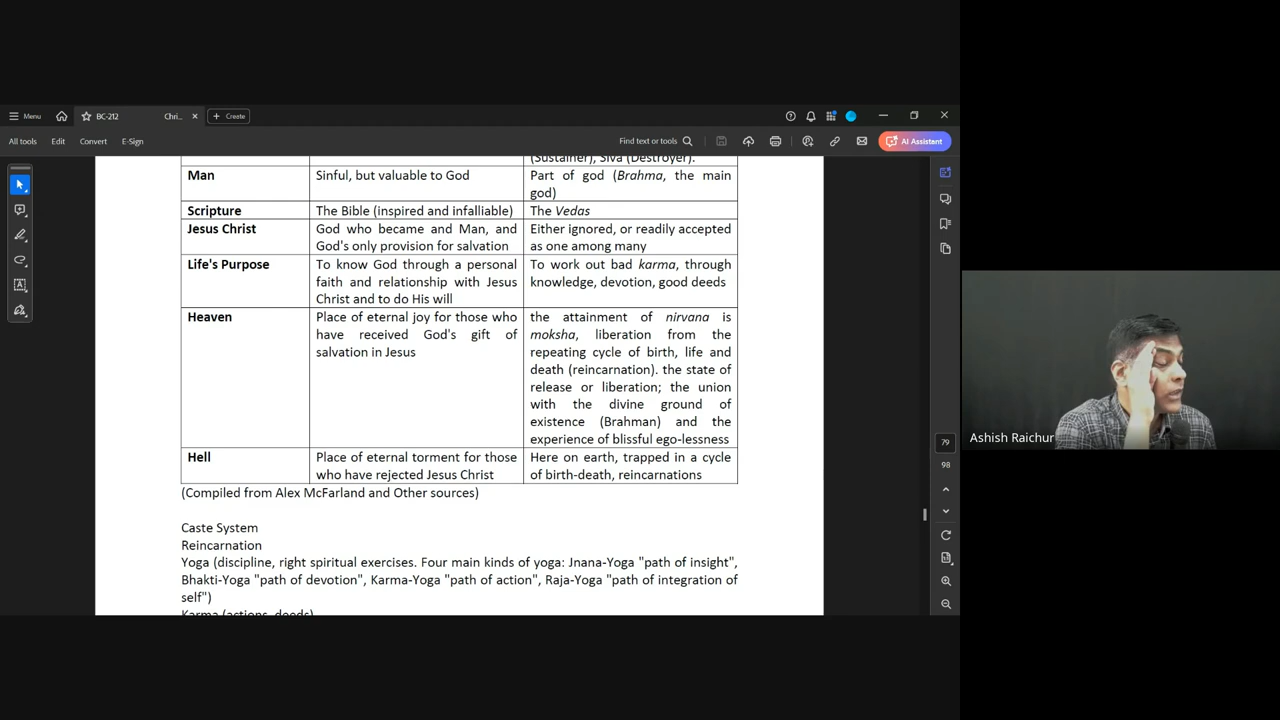 Menu
BC-212
Chri...
Create
All tools
Edit
Convert
E-Sign
Find text or tools
AI Assistant
(Sustainer), Siva (Destroyer).
Man
Sinful, but valuable to God
Part of god (Brahma, the main
god)
Scripture
The Bible (inspired and infalliable)
The Vedas
Jesus Christ
God who became and Man, and
God's only provision for salvation
Either ignored, or readily accepted
as one among many
Life's Purpose
To know God through a personal
faith and relationship with Jesus
Christ and to do His will
To work out bad karma, through
knowledge, devotion, good deeds
Heaven
Place of eternal joy for those who
have received God's gift of
salvation in Jesus
the attainment of nirvana is
moksha, liberation from the
repeating cycle of birth, life and
death (reincarnation). the state of
release or liberation; the union
with the divine ground of
existence (Brahman) and the
experience of blissful ego-lessness
Hell
Place of eternal torment for those
who have rejected Jesus Christ
Here on earth, trapped in a cycle
of birth-death, reincarnations
(Compiled from Alex McFarland and Other sources)
Caste System
Reincarnation
Yoga (discipline, right spiritual exercises. Four main kinds of yoga: Jnana-Yoga "path of insight",
Bhakti-Yoga "path of devotion", Karma-Yoga "path of action", Raja-Yoga "path of integration of
self")
Karma (actions, deeds)
79
98
Ashish Raichur